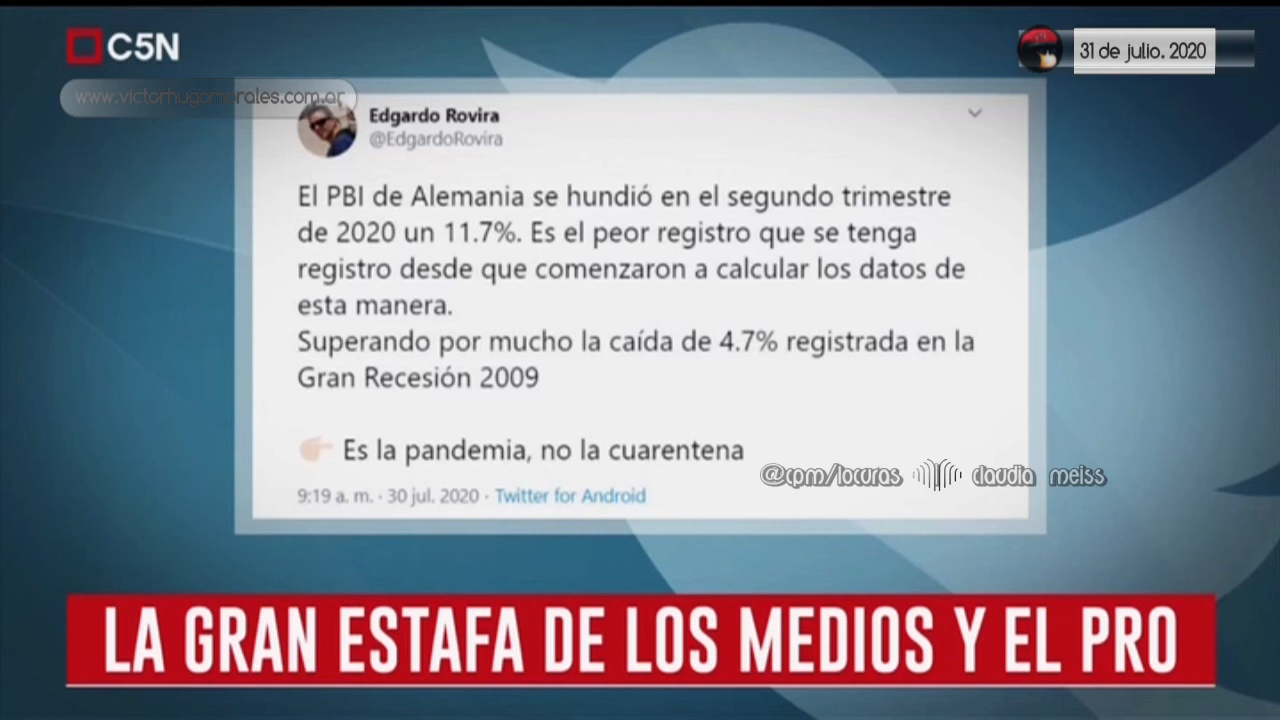 C5N
31 de julio. 2020
www.victorhugomorales.com.ar
Edgardo Rovira
@EdgardoRovira
El PBI de Alemania se hundió en el segundo trimestre
de 2020 un 11.7%. Es el peor registro que se tenga
registro desde que comenzaron a calcular los datos de
esta manera.
Superando por mucho la caída de 4.7% registrada en la
Gran Recesión 2009
👉 Es la pandemia, no la cuarentena
@cpm/locuras claudia meiss
9:19 a. m. · 30 jul. 2020 · Twitter for Android
LA GRAN ESTAFA DE LOS MEDIOS Y EL PRO